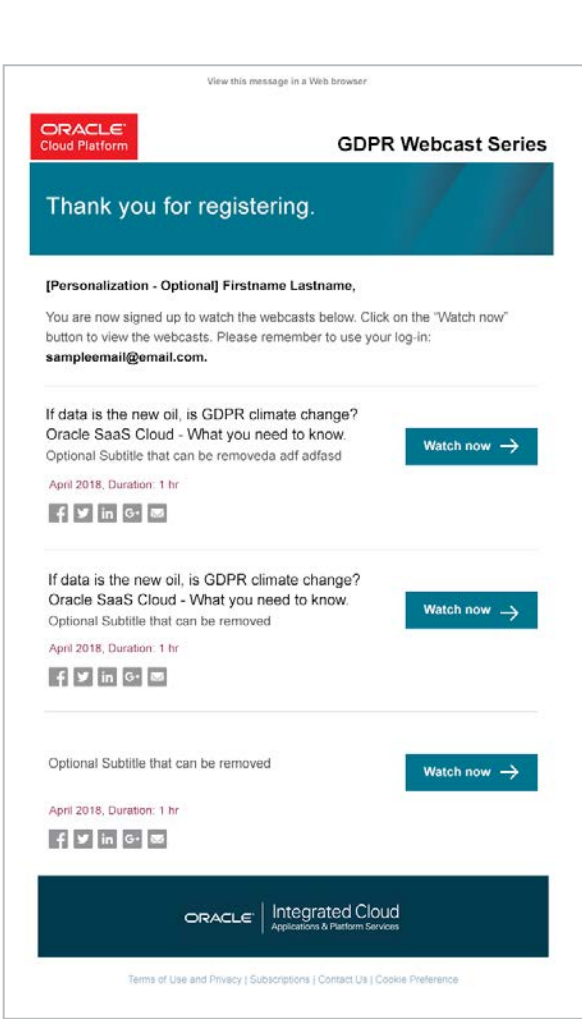 View this message in a Web browser
ORACLE
Cloud Platform
GDPR Webcast Series
Thank you for registering.
[Personalization - Optional] Firstname Lastname,
You are now signed up to watch the webcasts below. Click on the “Watch now”
button to view the webcasts. Please remember to use your log-in:
sampleemail@email.com.
If data is the new oil, is GDPR climate change?
Oracle SaaS Cloud - What you need to know.
Optional Subtitle that can be removeda adf adfasd
Watch now
April 2018, Duration: 1 hr
If data is the new oil, is GDPR climate change?
Oracle SaaS Cloud - What you need to know.
Optional Subtitle that can be removed
Watch now
April 2018, Duration: 1 hr
Optional Subtitle that can be removed
Watch now
April 2018, Duration: 1 hr
ORACLE
Integrated Cloud
Applications & Platform Services
Terms of Use and Privacy | Subscriptions | Contact Us | Cookie Preference